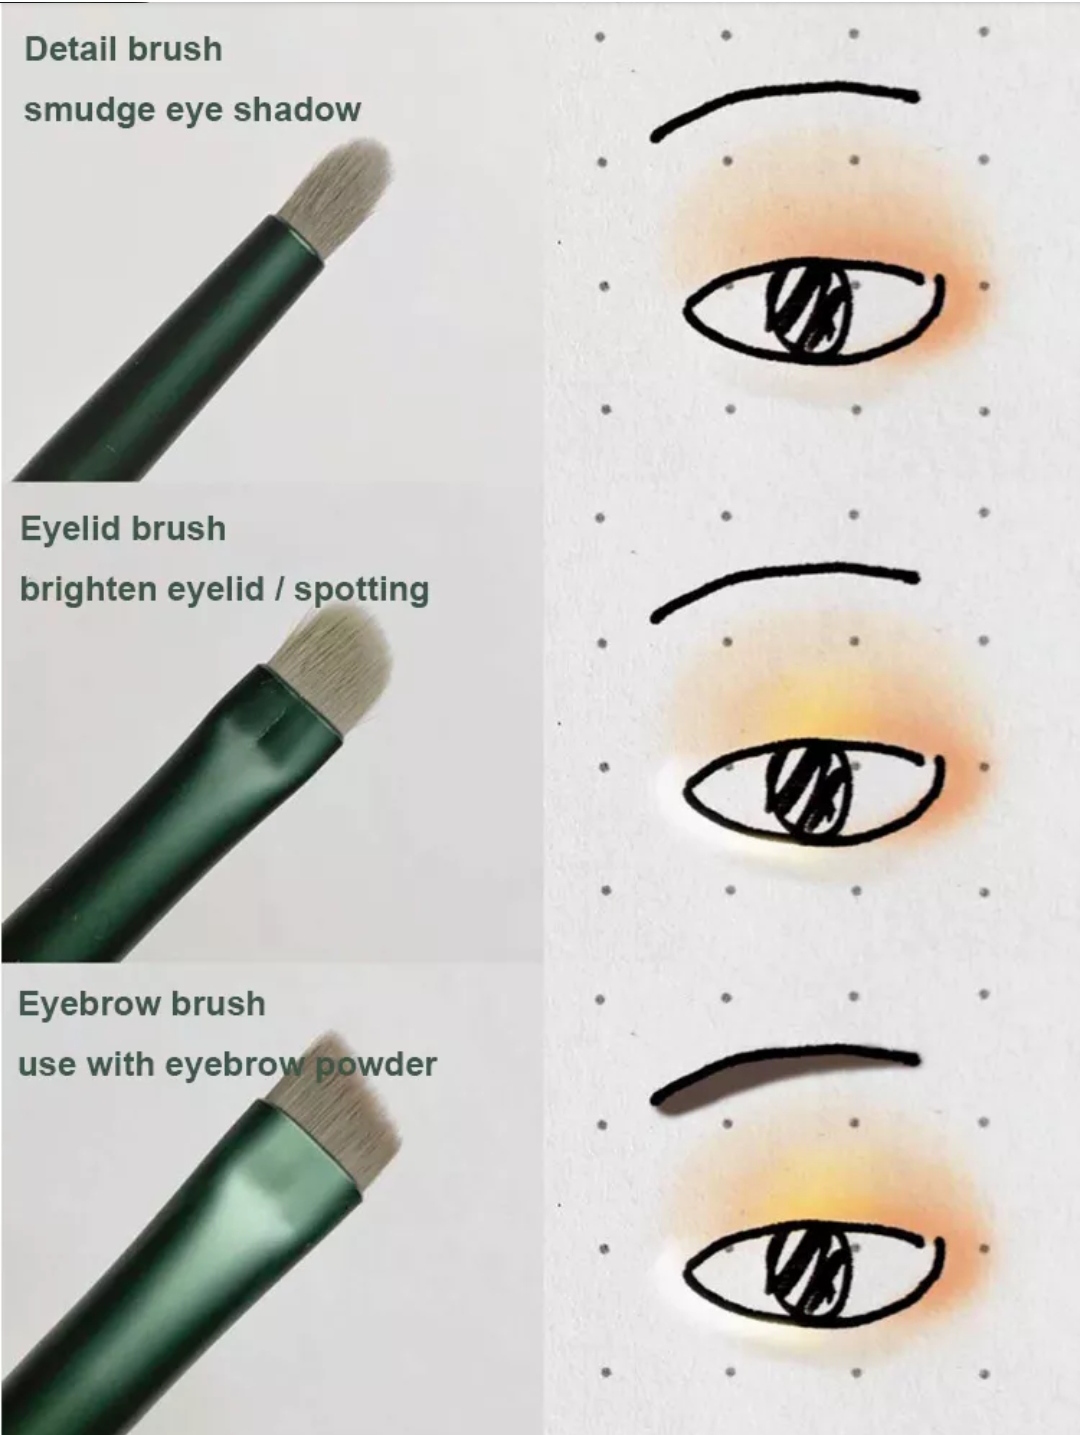 Detail brush
smudge eye shadow
Eyelid brush
brighten eyelid / spotting
Eyebrow brush
use with eyebrow powder